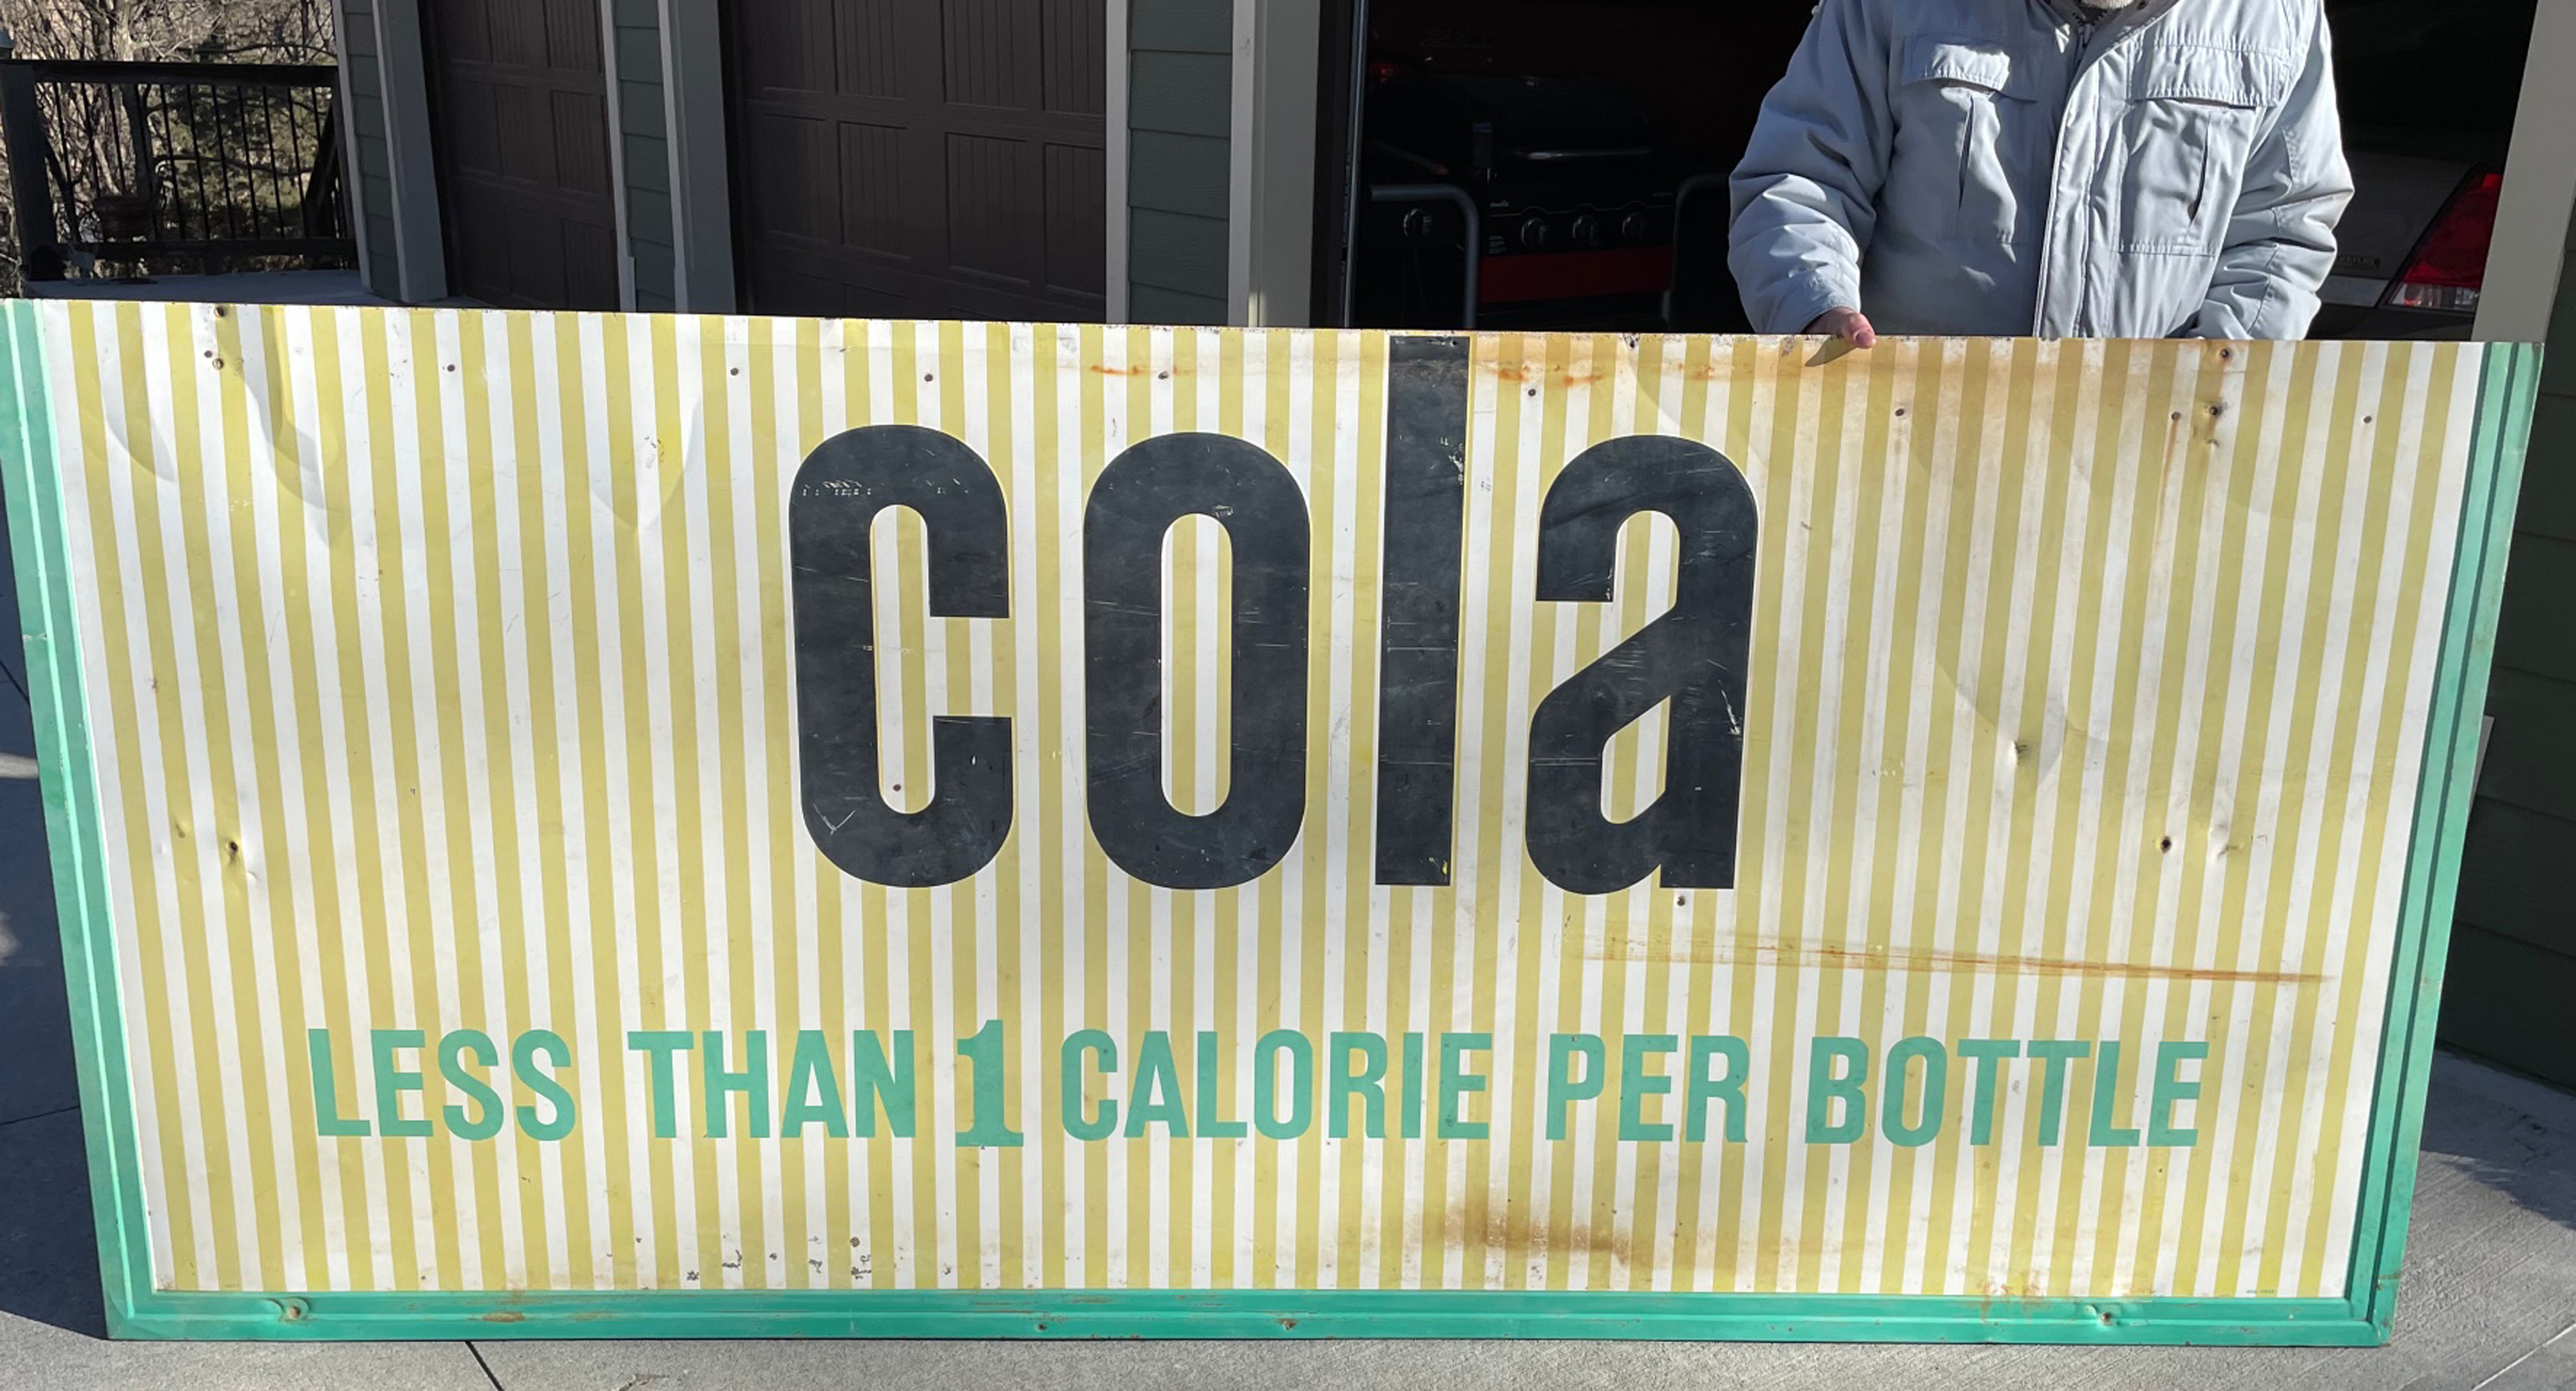 cola
LESS THAN 1 CALORIE PER BOTTLE